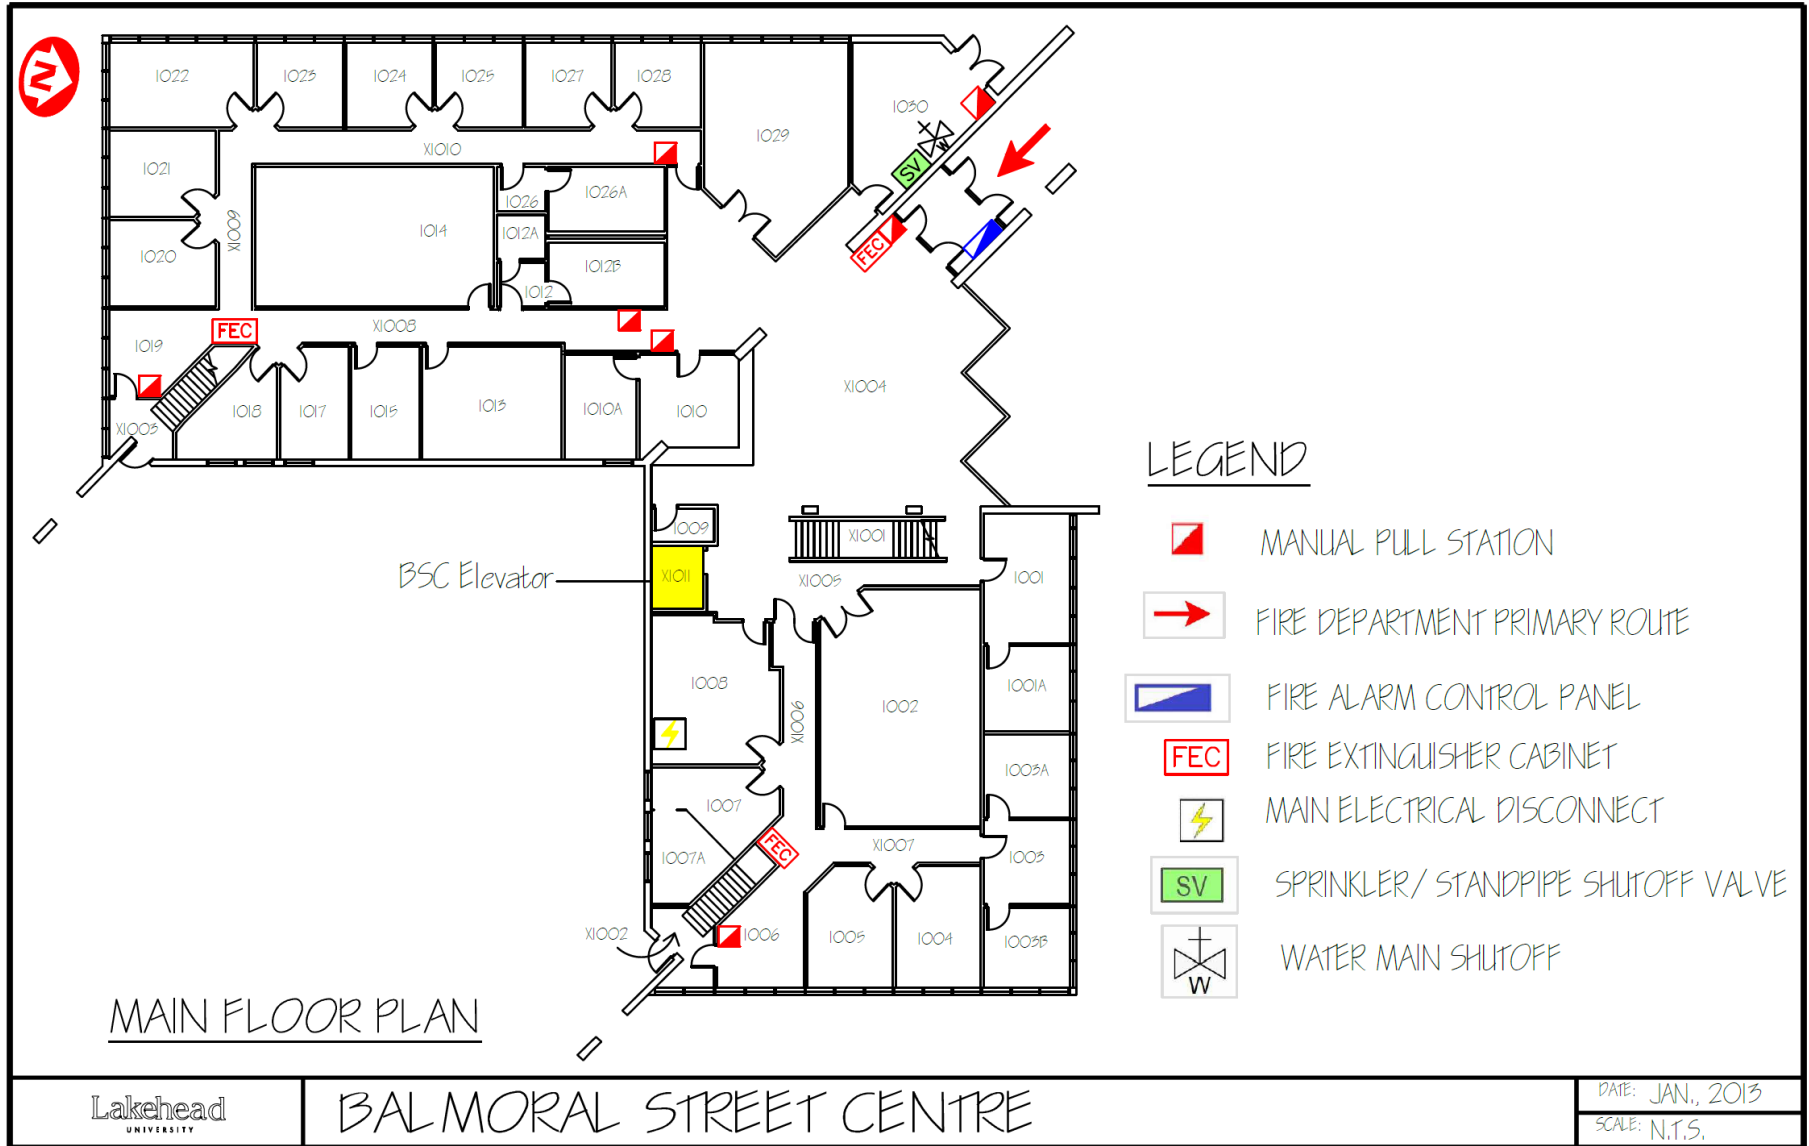 N
1022
1023
1024
1025
1027
1028
1029
1030
W
SV
FEC
X1010
1021
1026
1026A
1014
X1009
1012A
1012B
1020
1012
X1008
FEC
1019
X1003
1018
1017
1015
1013
1010A
1010
X1004
1009
X1001
BSC Elevator
X1011
X1005
1001
1008
X1006
1002
1001A
1003A
1007
FEC
1007A
X1007
1003
X1002
1006
1005
1004
1003B
LEGEND
MANUAL PULL STATION
FIRE DEPARTMENT PRIMARY ROUTE
FIRE ALARM CONTROL PANEL
FEC FIRE EXTINGUISHER CABINET
MAIN ELECTRICAL DISCONNECT
SV SPRINKLER/ STANDPIPE SHUTOFF VALVE
W WATER MAIN SHUTOFF
MAIN FLOOR PLAN
Lakehead
UNIVERSITY
BALMORAL STREET CENTRE
DATE: JAN., 2013
SCALE: N.T.S.